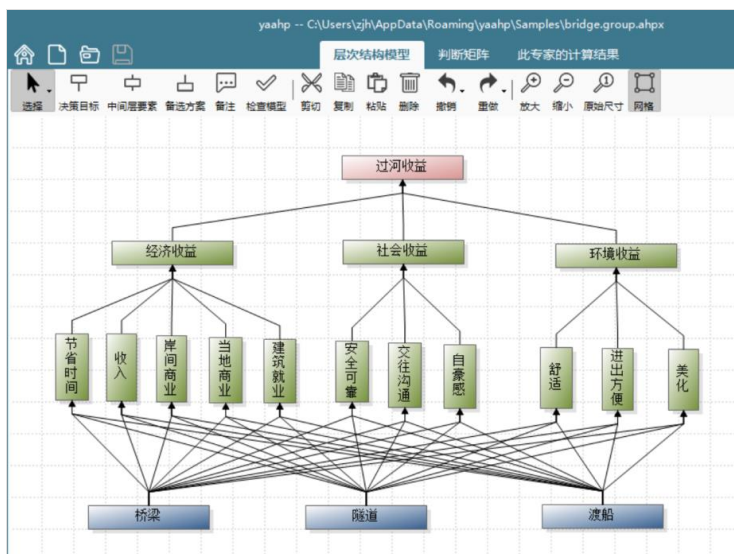 yaahp -- C:\Users\zjh\AppData\Roaming\yaahp\Samples\bridge.group.ahpx
层次结构模型 判断矩阵 此专家的计算结果
选择 决策目标 中间层要素 备选方案 备注 检查模型 剪切 复制 粘贴 删除 撤销 重做 放大 缩小 原始尺寸 网格
过河收益
经济收益 社会收益 环境收益
节省时间 收入 岸间商业 当地商业 建筑就业 安全可靠 交往沟通 自豪感 舒适 进出方便 美化
桥梁 隧道 渡船